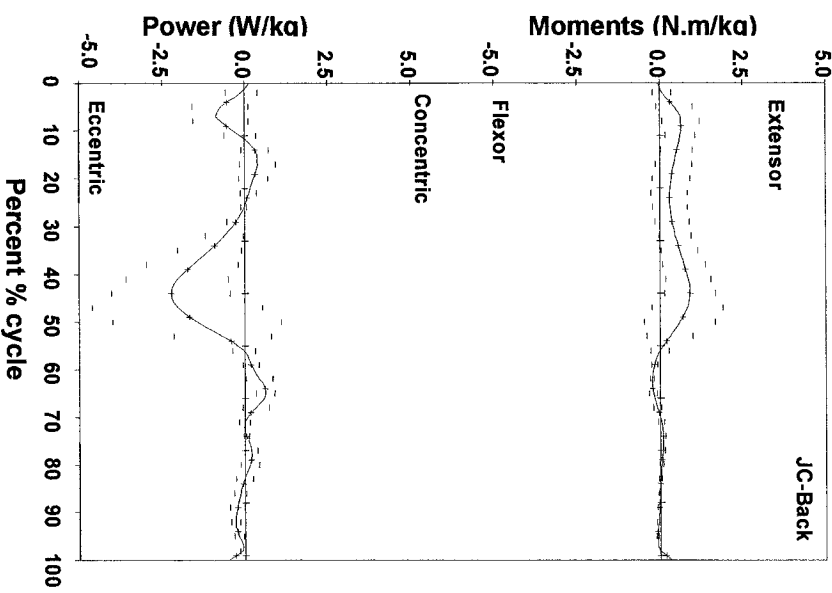 JC-Back
Moments (N.m/kg)
5.0
2.5
0.0
-2.5
-5.0
Extensor
Flexor
Power (W/kg)
5.0
2.5
0.0
-2.5
-5.0
Concentric
Eccentric
0 10 20 30 40 50 60 70 80 90 100
Percent % cycle